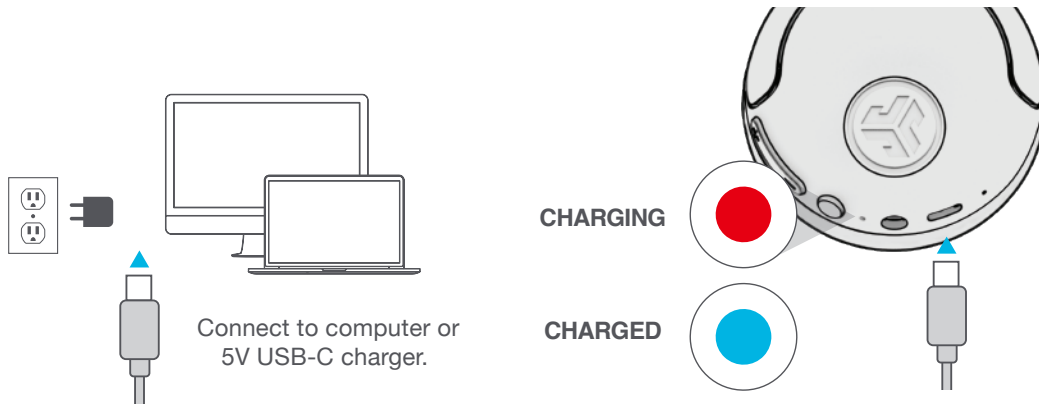 CHARGING
Connect to computer or
5V USB-C charger.
CHARGED